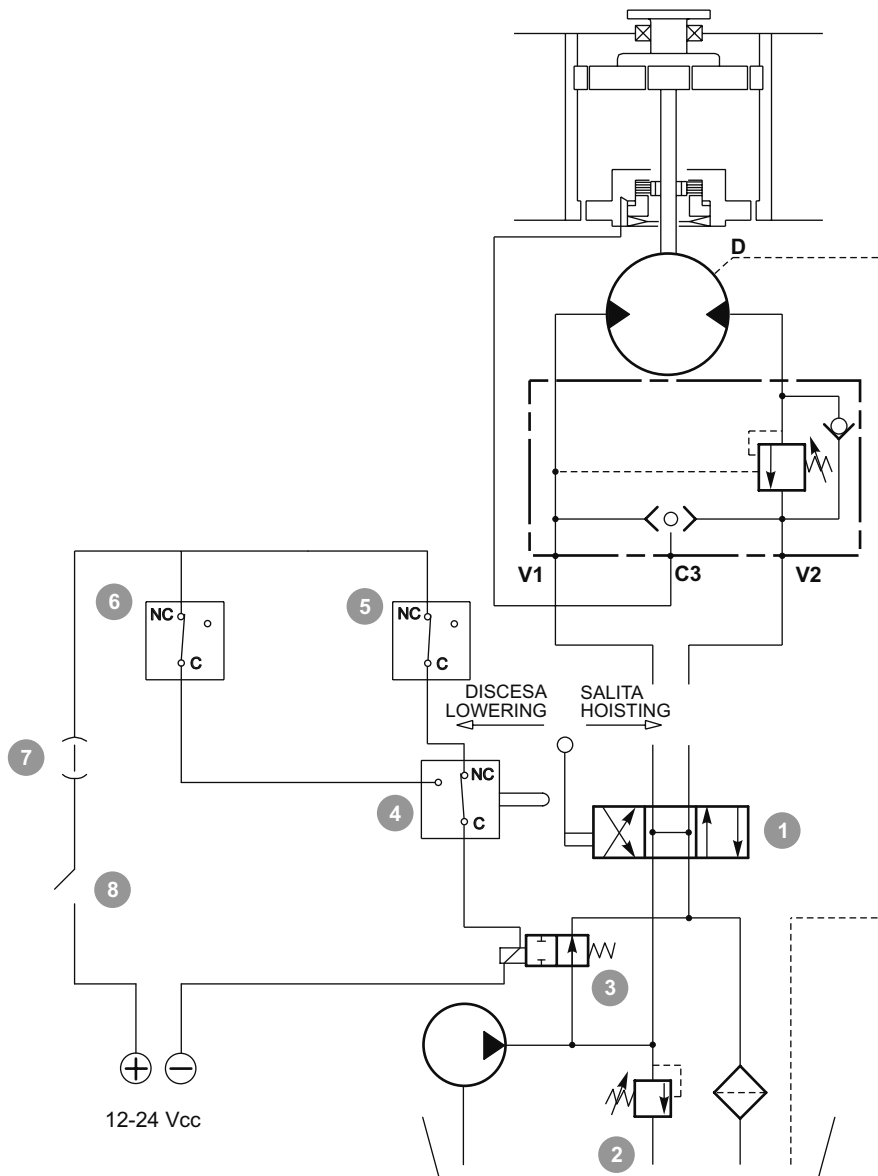 D
V1
C3
V2
6
NC
C
5
NC
C
DISCESA
LOWERING
SALITA
HOISTING
7
4
NC
C
1
8
3
+
−
12-24 Vcc
2